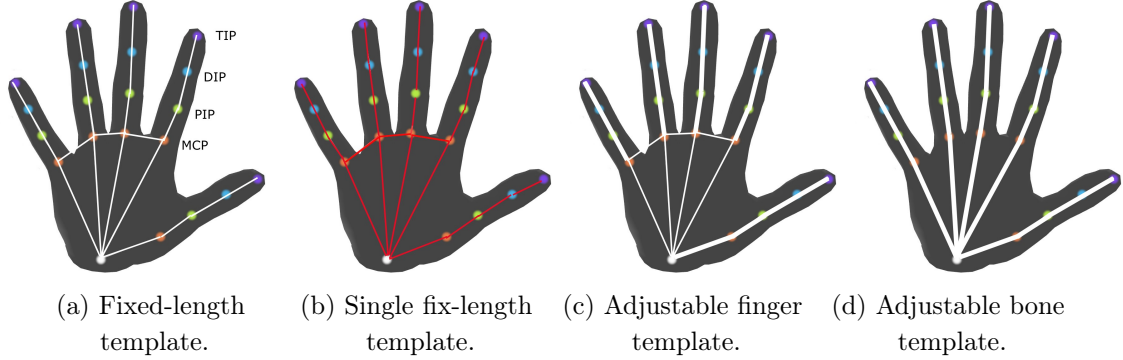 TIP
DIP
PIP
MCP
(a) Fixed-length
template.
(b) Single fix-length
template.
(c) Adjustable finger
template.
(d) Adjustable bone
template.